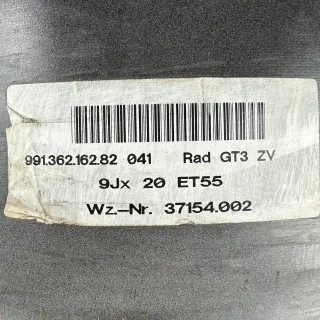 991.362.162.82 041 Rad GT3 ZV
9Jx 20 ET55
Wz.-Nr. 37154.002